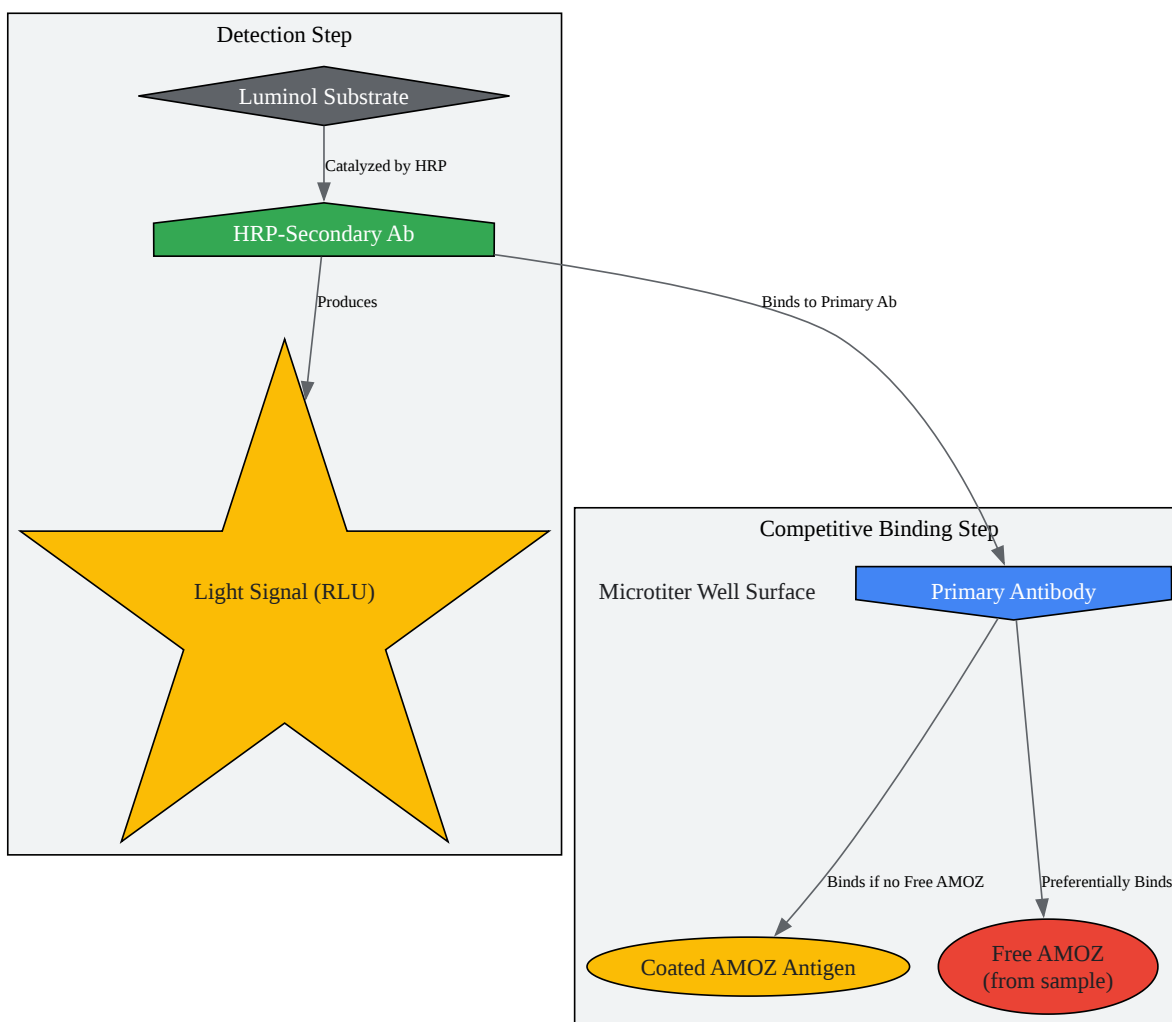 Detection Step
Luminol Substrate
Catalyzed by HRP
HRP-Secondary Ab
Produces
Binds to Primary Ab
Light Signal (RLU)
Competitive Binding Step
Microtiter Well Surface
Primary Antibody
Binds if no Free AMOZ
Preferentially Binds
Coated AMOZ Antigen
Free AMOZ
(from sample)